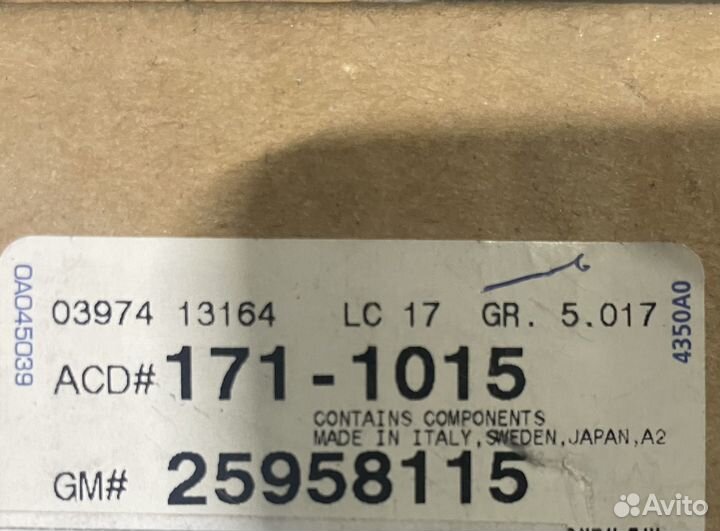 0A045039
03974 13164 LC 17 GR. 5.017
4350A0
ACD# 171-1015
CONTAINS COMPONENTS
MADE IN ITALY, SWEDEN, JAPAN, A2
GM# 25958115
Avito